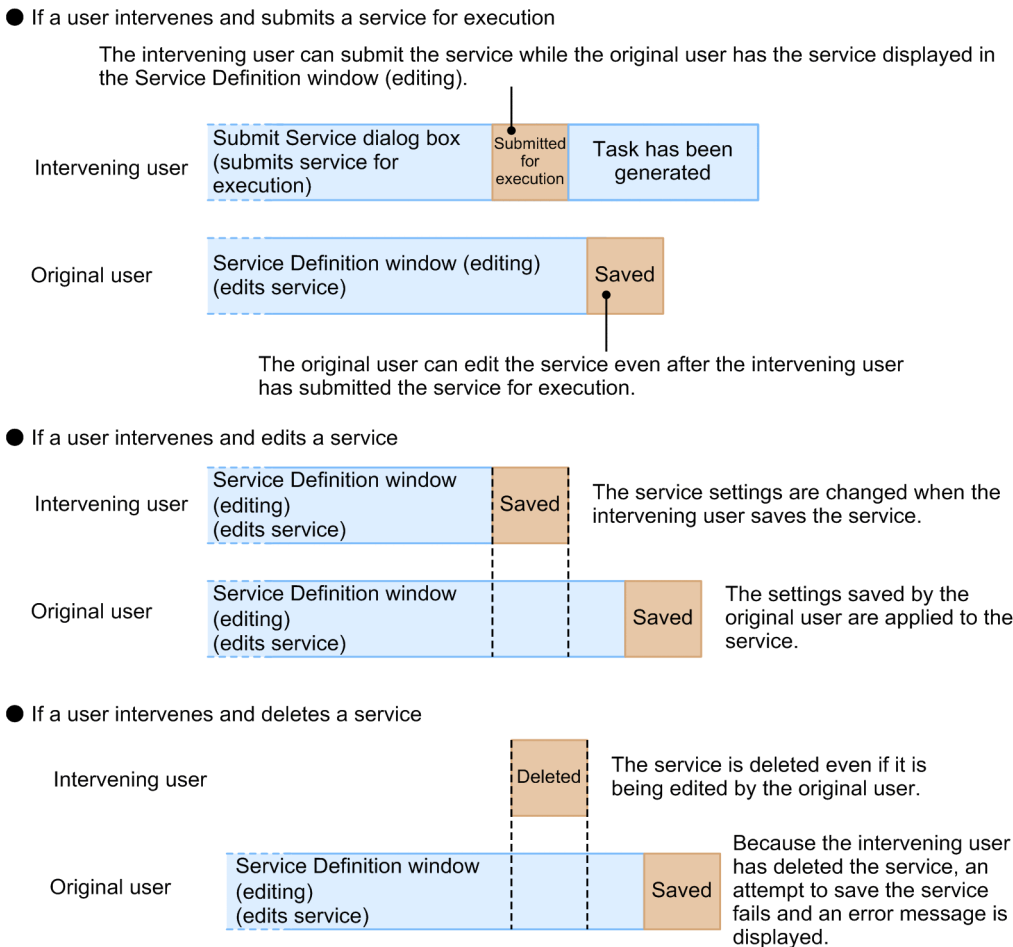 ● If a user intervenes and submits a service for execution
The intervening user can submit the service while the original user has the service displayed in
the Service Definition window (editing).
Intervening user
Submit Service dialog box
(submits service for
execution)
Submitted
for
execution
Task has been
generated
Original user
Service Definition window (editing)
(edits service)
Saved
The original user can edit the service even after the intervening user
has submitted the service for execution.
● If a user intervenes and edits a service
Intervening user
Service Definition window
(editing)
(edits service)
Saved
The service settings are changed when the
intervening user saves the service.
Original user
Service Definition window
(editing)
(edits service)
Saved
The settings saved by the
original user are applied to the
service.
● If a user intervenes and deletes a service
Intervening user
Deleted
The service is deleted even if it is
being edited by the original user.
Original user
Service Definition window
(editing)
(edits service)
Saved
Because the intervening user
has deleted the service, an
attempt to save the service
fails and an error message is
displayed.